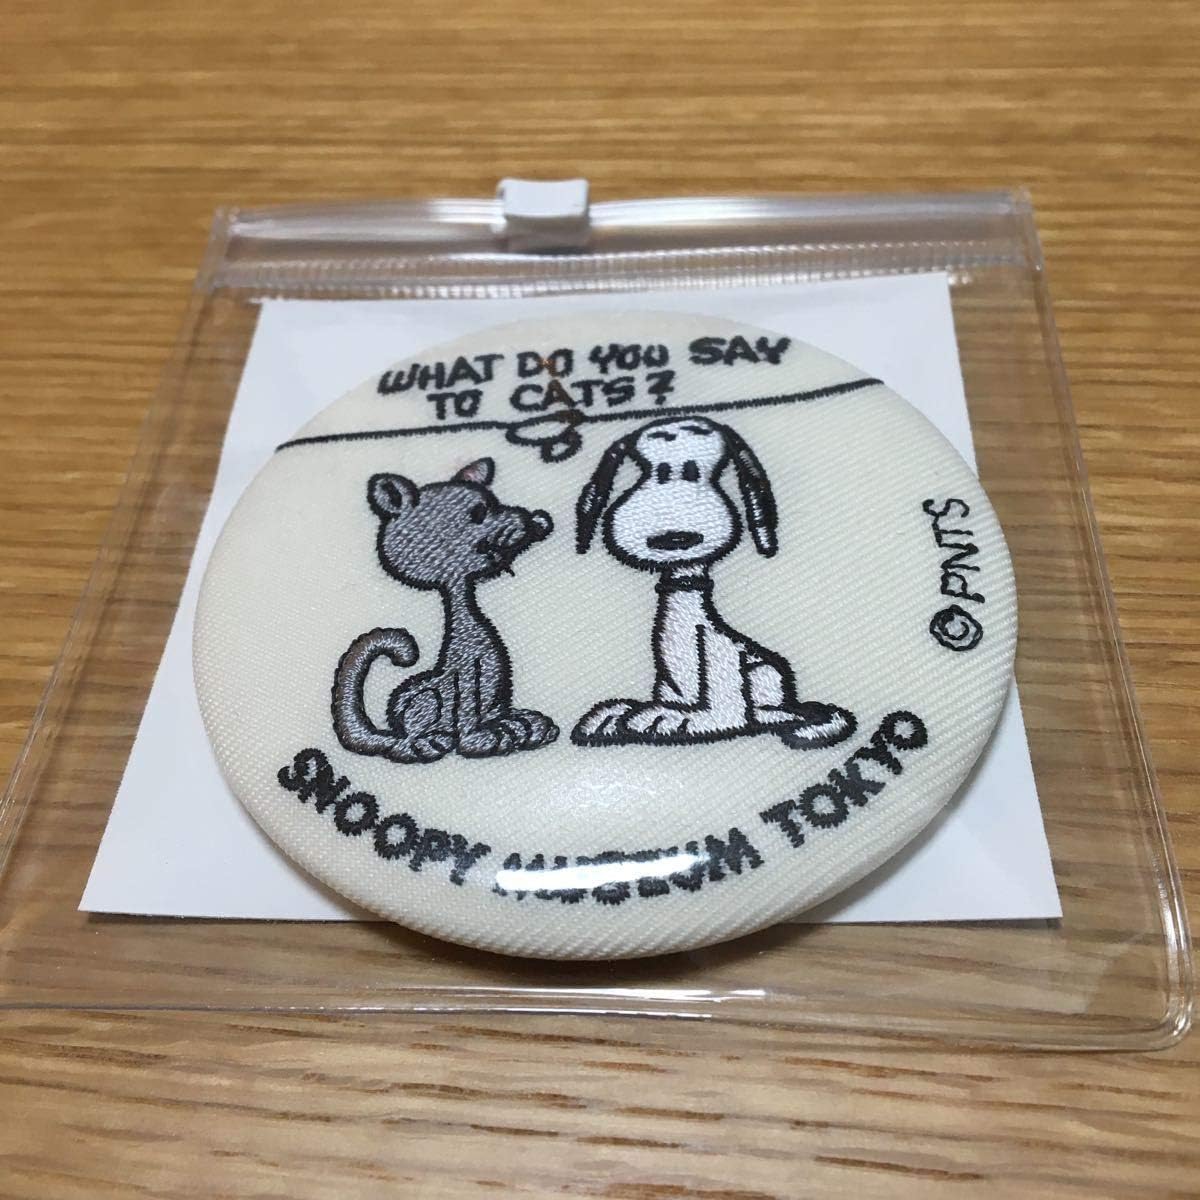 WHAT DO YOU SAY
TO CATS?
©PNTS
SNOOPY MUSEUM TOKYO